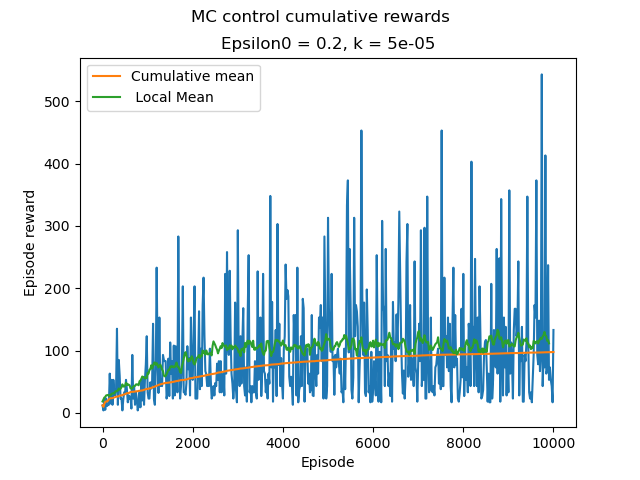 MC control cumulative rewards
Epsilon0 = 0.2, k = 5e-05
Cumulative mean
Local Mean
Episode reward
500
400
300
200
100
0
0 2000 4000 6000 8000 10000
Episode